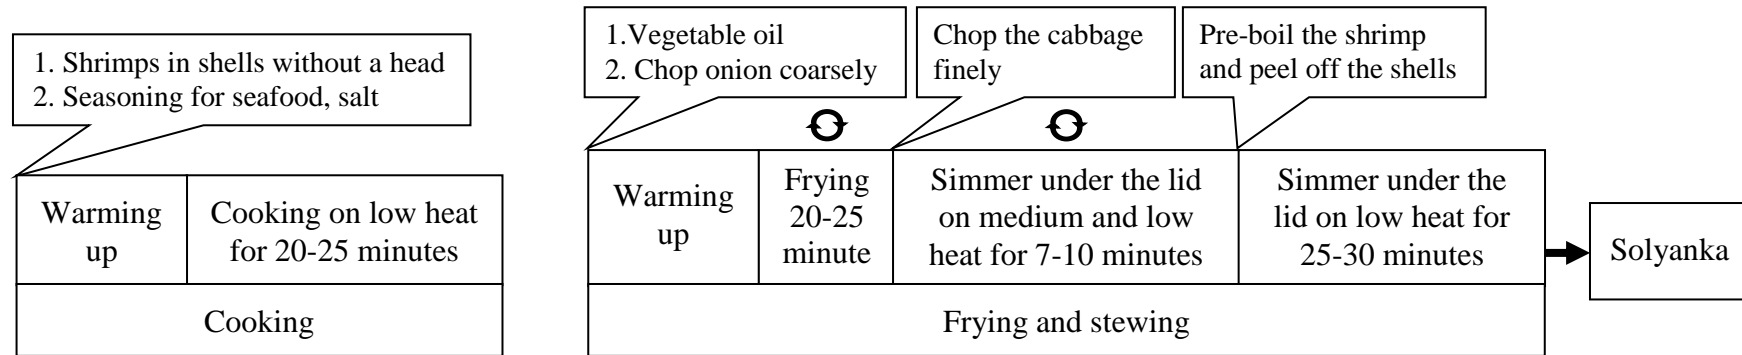 1. Shrimps in shells without a head
2. Seasoning for seafood, salt
Warming
up
Cooking on low heat
for 20-25 minutes
Cooking
1.Vegetable oil
2. Chop onion coarsely
Chop the cabbage
finely
Pre-boil the shrimp
and peel off the shells
Warming
up
Frying
20-25
minute
Simmer under the lid
on medium and low
heat for 7-10 minutes
Simmer under the
lid on low heat for
25-30 minutes
Frying and stewing
Solyanka